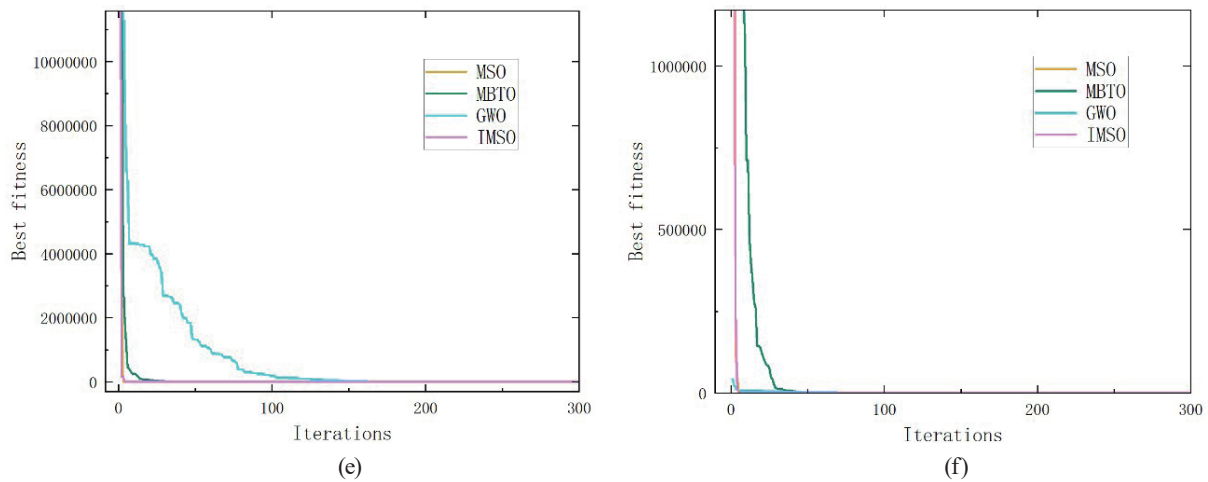 10000000
8000000
6000000
4000000
2000000
0
Best fitness
MSO
MBTO
GWO
IMSO
0
100
200
300
Iterations
(e)
1000000
500000
0
Best fitness
MSO
MBTO
GWO
IMSO
0
100
200
300
Iterations
(f)